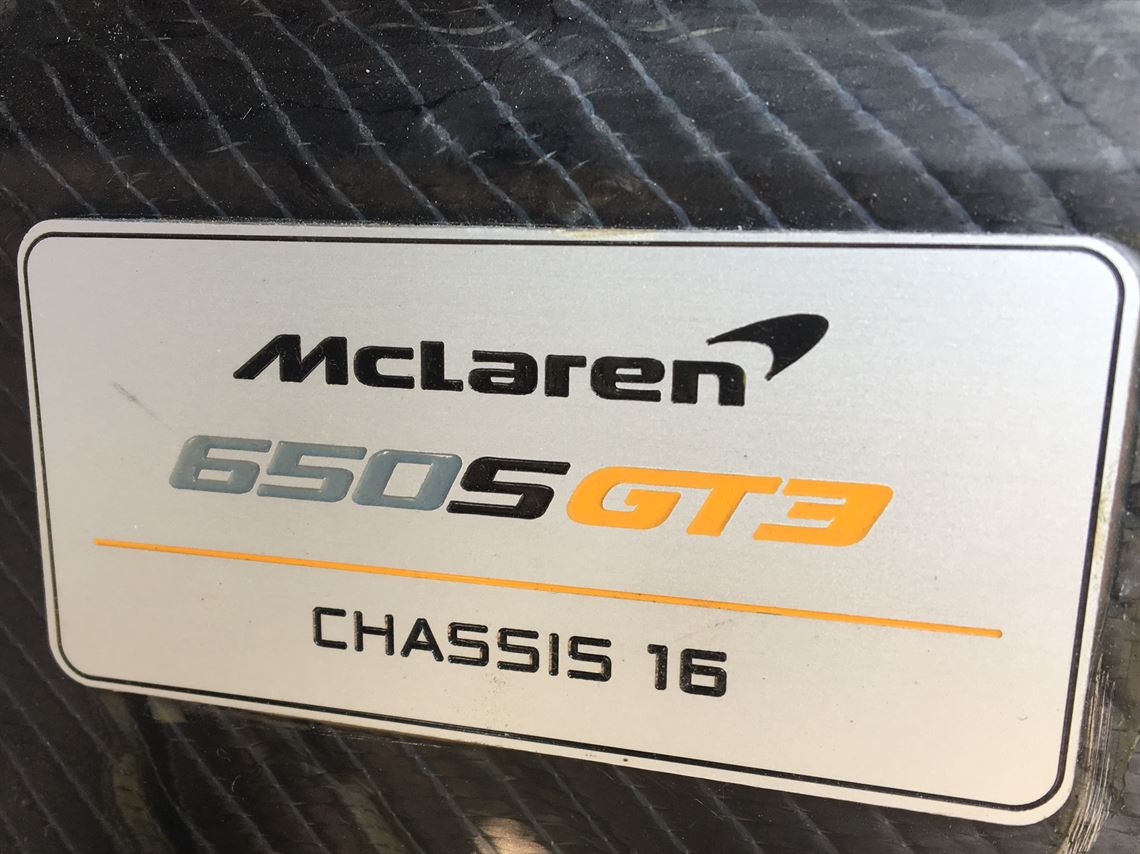 McLaren
650S GT3
CHASSIS 16